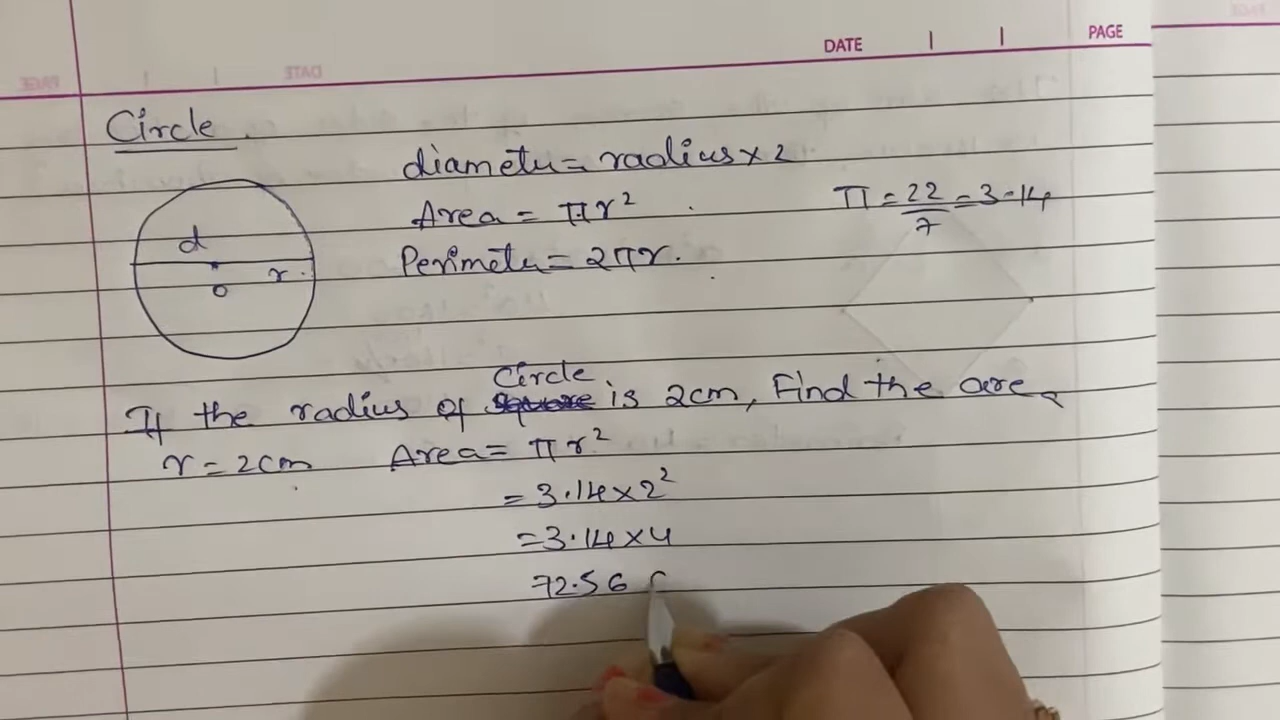 DATE PAGE
Circle.
diameter = radius × 2
Area = πr²
π = 22/7 = 3.14
Perimeter = 2πr.
d
r
o
Circle
If the radius of square is 2cm, Find the area
r = 2cm Area = πr²
= 3.14 × 2²
= 3.14 × 4
72.56